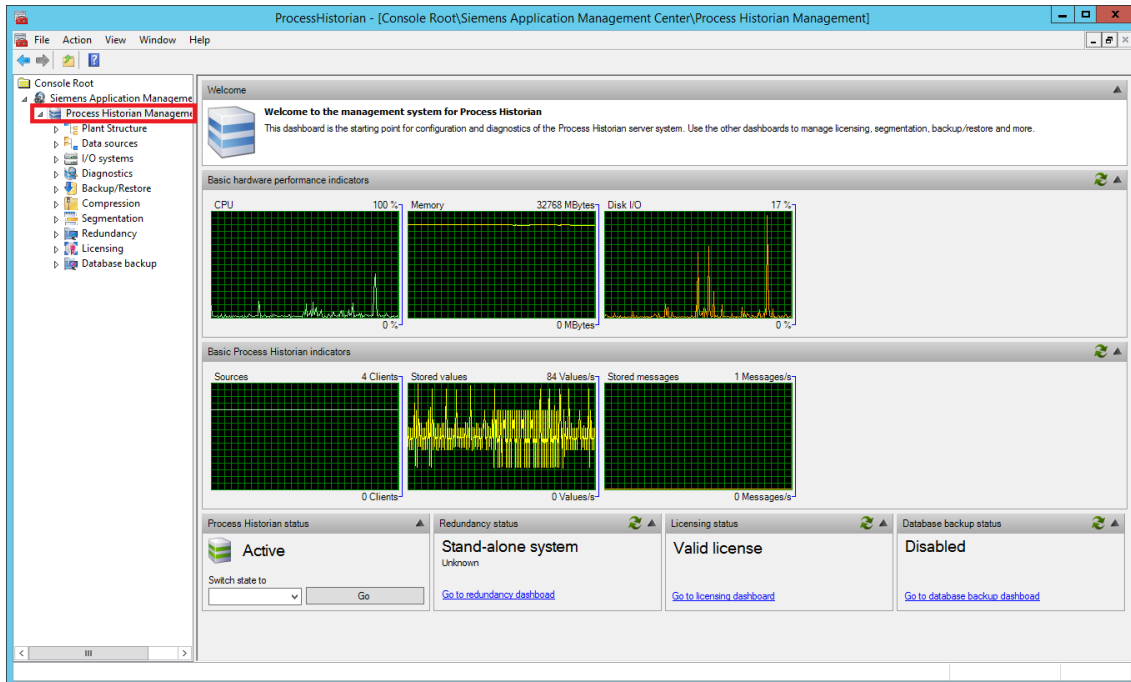 ProcessHistorian - [Console Root\Siemens Application Management Center\Process Historian Management]
File Action View Window Help
Console Root
Siemens Application Manageme
Process Historian Manageme
Plant Structure
Data sources
I/O systems
Diagnostics
Backup/Restore
Compression
Segmentation
Redundancy
Licensing
Database backup
Welcome
Welcome to the management system for Process Historian
This dashboard is the starting point for configuration and diagnostics of the Process Historian server system. Use the other dashboards to manage licensing, segmentation, backup/restore and more.
Basic hardware performance indicators
CPU 100 % Memory 32768 MBytes Disk I/O 17 %
0 % 0 MBytes 0 %
Basic Process Historian indicators
Sources 4 Clients Stored values 84 Values/s Stored messages 1 Messages/s
0 Clients 0 Values/s 0 Messages/s
Process Historian status Redundancy status Licensing status Database backup status
Active Stand-alone system Valid license Disabled
Unknown
Switch state to
Go Go to redundancy dashboad Go to licensing dashboard Go to database backup dashboad